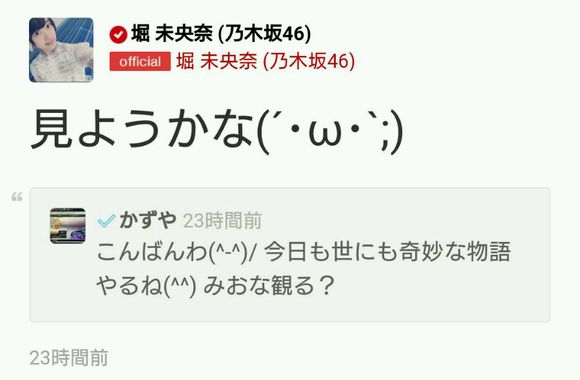 堀 未央奈 (乃木坂46)
official 堀 未央奈 (乃木坂46)
見ようかな(´･ω･`;)
“
かずや 23時間前
こんばんわ(^-^)/ 今日も世にも奇妙な物語
やるね(^^) みおな観る？
23時間前